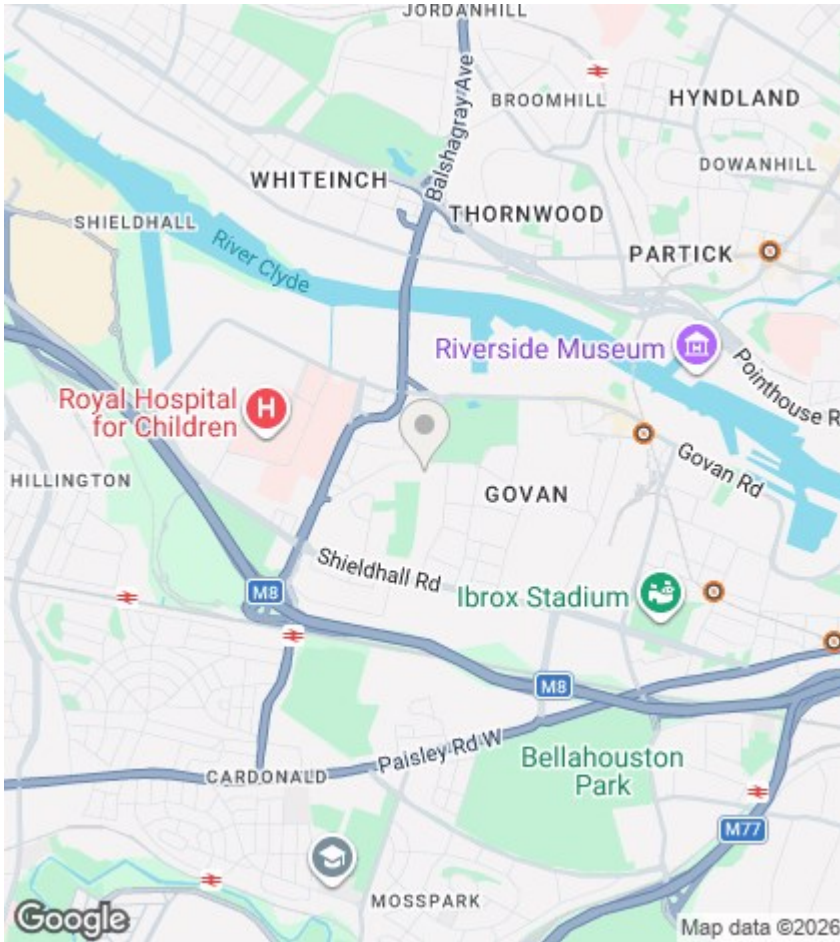 JORDANHILL
Balshagray Ave
BROOMHILL
HYNDLAND
DOWANHILL
WHITEINCH
THORNWOOD
SHIELDHALL
River Clyde
PARTICK
Riverside Museum
Pointhouse R
Royal Hospital
for Children
H
HILLINGTON
GOVAN
Govan Rd
Shieldhall Rd
M8
Ibrox Stadium
M8
Paisley Rd W
Bellahouston
Park
CARDONALD
M77
MOSSPARK
Google
Map data ©2026